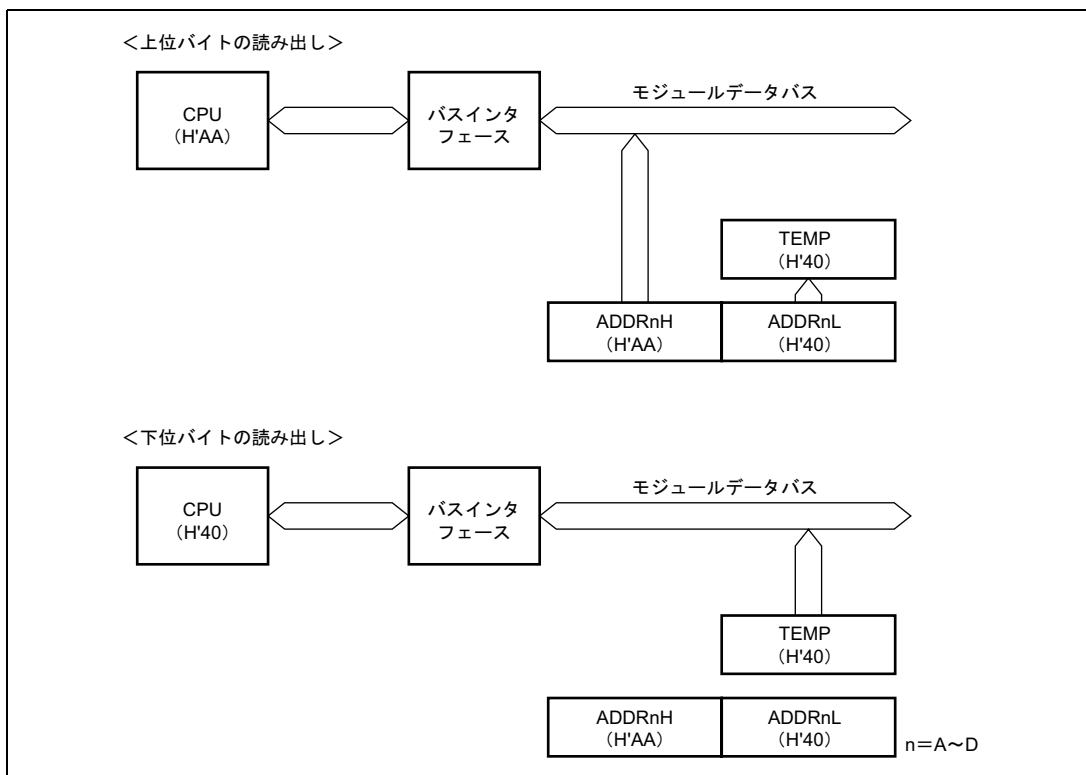 ＜上位バイトの読み出し＞
CPU
（H'AA）
バスインタ
フェース
モジュールデータバス
TEMP
（H'40）
ADDRnH
（H'AA）
ADDRnL
（H'40）
＜下位バイトの読み出し＞
CPU
（H'40）
バスインタ
フェース
モジュールデータバス
TEMP
（H'40）
ADDRnH
（H'AA）
ADDRnL
（H'40）
n＝A～D